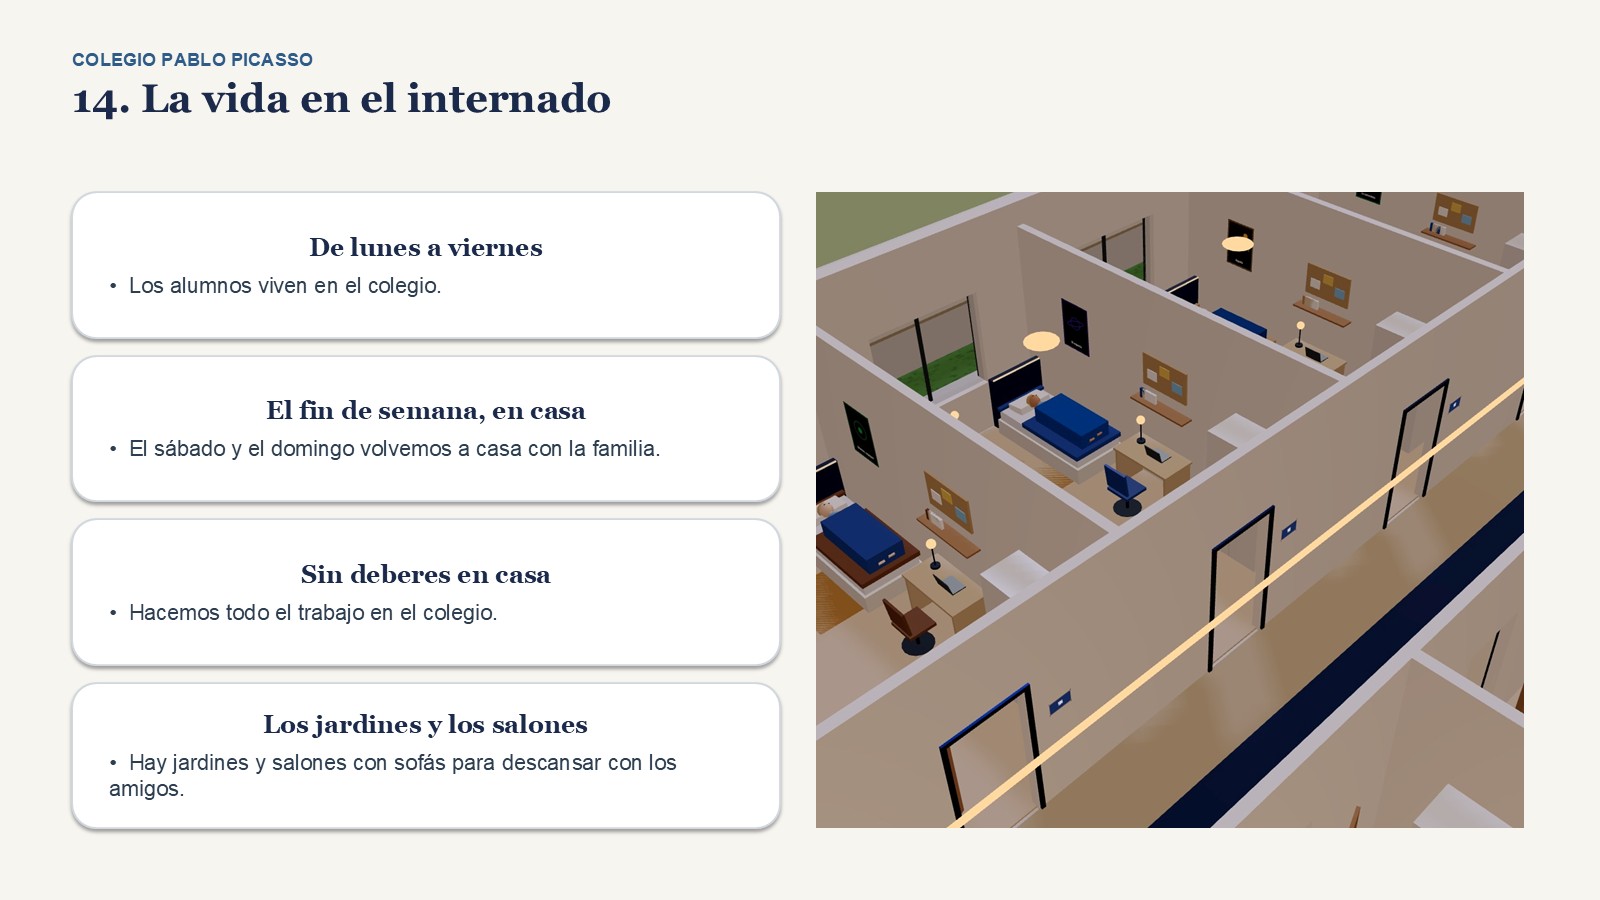 COLEGIO PABLO PICASSO
14. La vida en el internado
De lunes a viernes
• Los alumnos viven en el colegio.
El fin de semana, en casa
• El sábado y el domingo volvemos a casa con la familia.
Sin deberes en casa
• Hacemos todo el trabajo en el colegio.
Los jardines y los salones
• Hay jardines y salones con sofás para descansar con los
amigos.